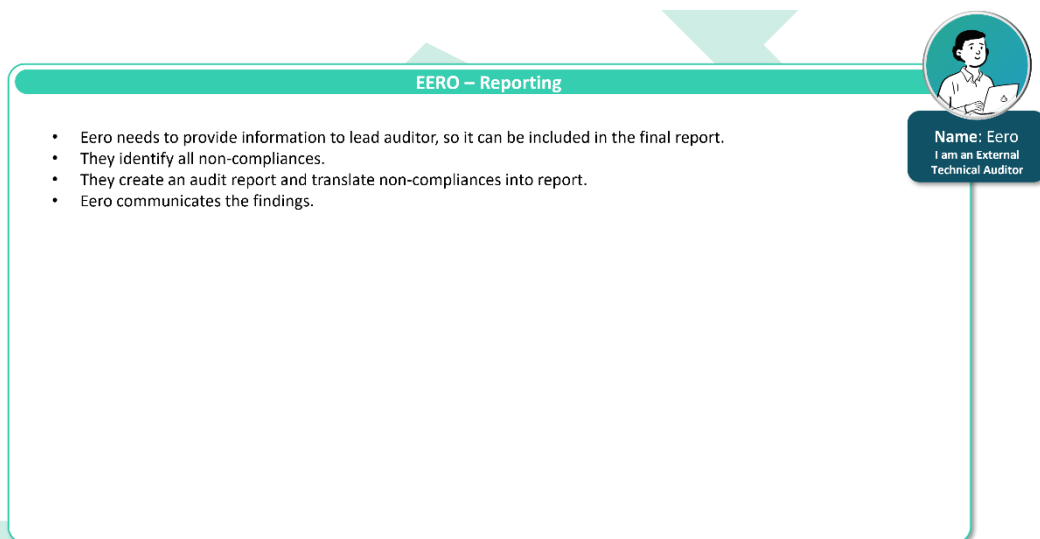 EERO – Reporting
• Eero needs to provide information to lead auditor, so it can be included in the final report.
• They identify all non-compliances.
• They create an audit report and translate non-compliances into report.
• Eero communicates the findings.
Name: Eero
I am an External
Technical Auditor